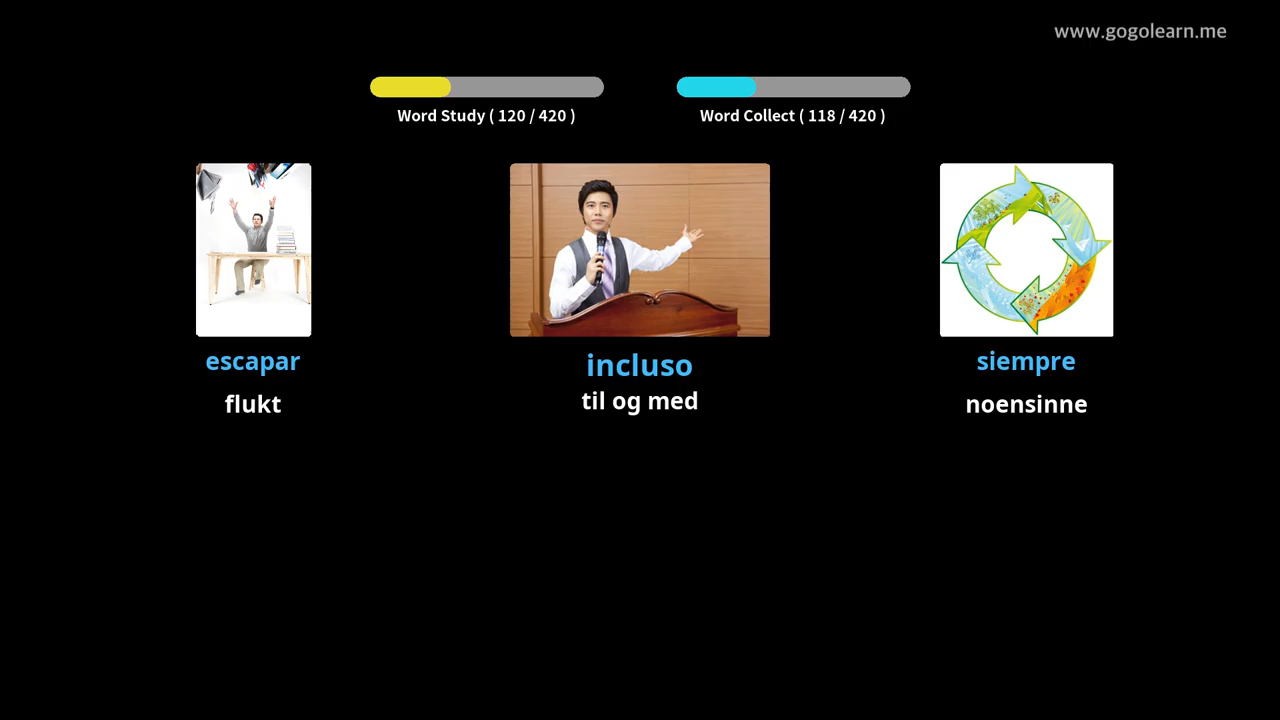 www.gogolearn.me
Word Study ( 120 / 420 )
Word Collect ( 118 / 420 )
escapar
flukt
incluso
til og med
siempre
noensinne